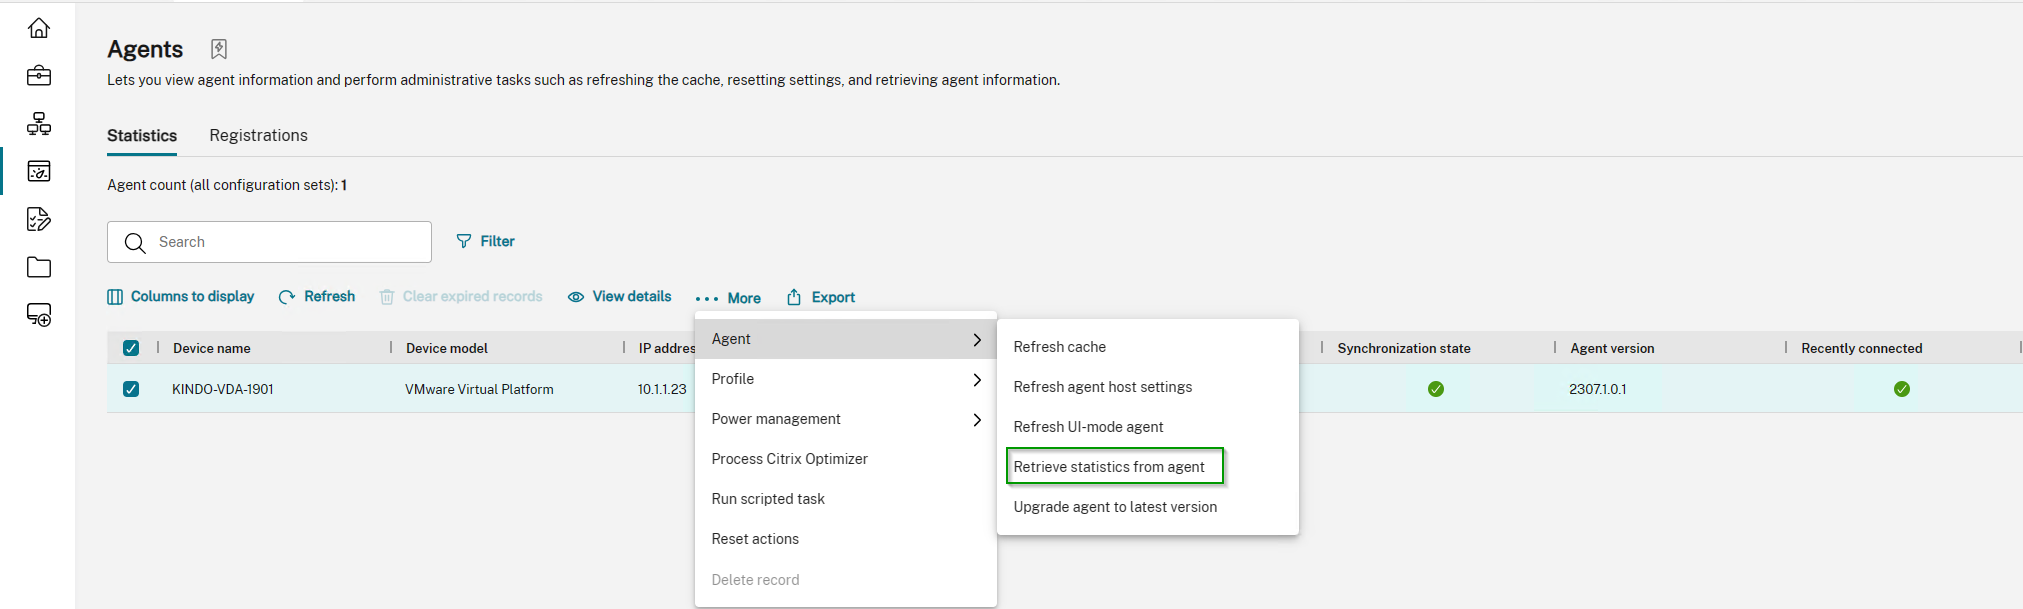 Agents
Lets you view agent information and perform administrative tasks such as refreshing the cache, resetting settings, and retrieving agent information.
Statistics Registrations
Agent count (all configuration sets): 1
Search Filter
Columns to display Refresh Clear expired records View details More Export
Device name Device model IP addres Synchronization state Agent version Recently connected
KINDO-VDA-1901 VMware Virtual Platform 10.1.1.23 2307.1.0.1
Agent
Profile
Power management
Process Citrix Optimizer
Run scripted task
Reset actions
Delete record
Refresh cache
Refresh agent host settings
Refresh UI-mode agent
Retrieve statistics from agent
Upgrade agent to latest version